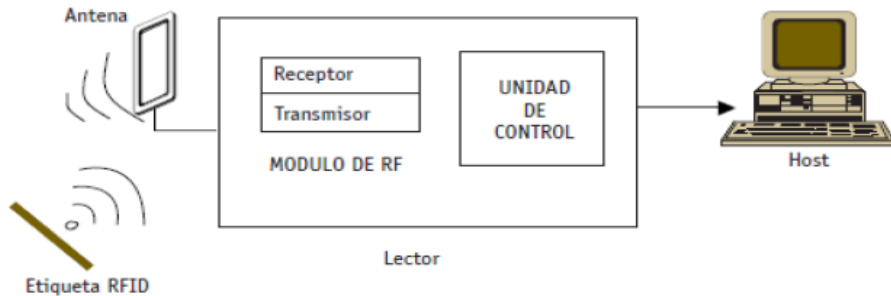 Antena
Receptor
Transmisor
MODULO DE RF
UNIDAD
DE
CONTROL
Host
Lector
Etiqueta RFID